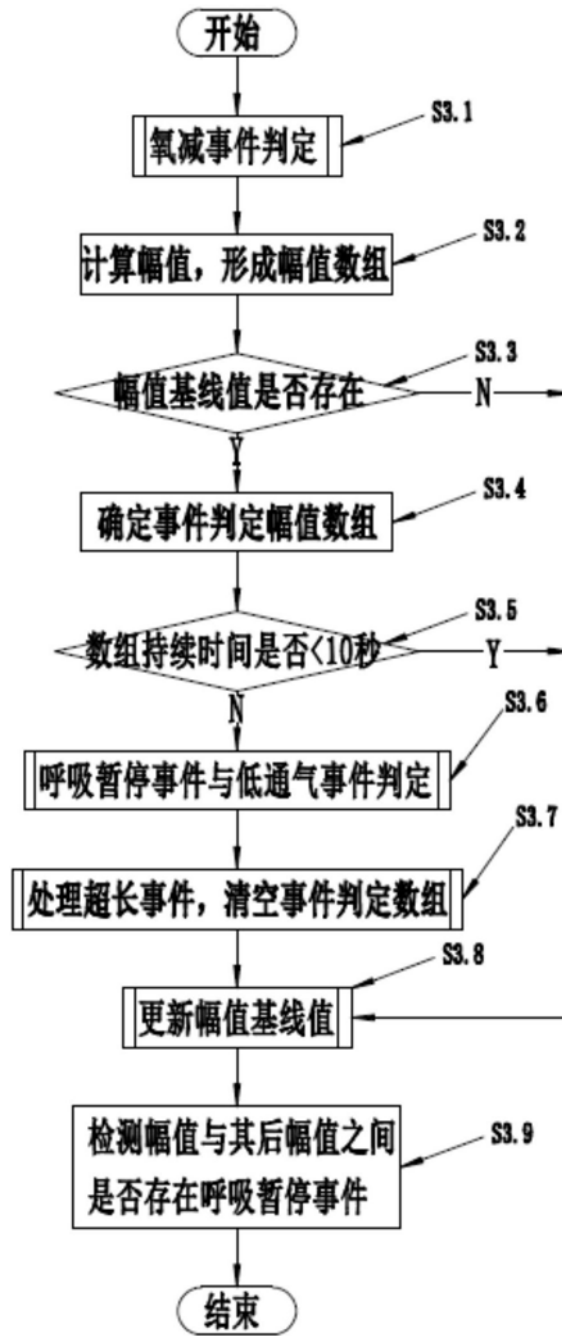 开始
S3.1
氧减事件判定
S3.2
计算幅值，形成幅值数组
S3.3
幅值基线值是否存在
N
Y
S3.4
确定事件判定幅值数组
S3.5
数组持续时间是否<10秒
Y
N
S3.6
呼吸暂停事件与低通气事件判定
S3.7
处理超长事件，清空事件判定数组
S3.8
更新幅值基线值
检测幅值与其后幅值之间
S3.9
是否存在呼吸暂停事件
结束